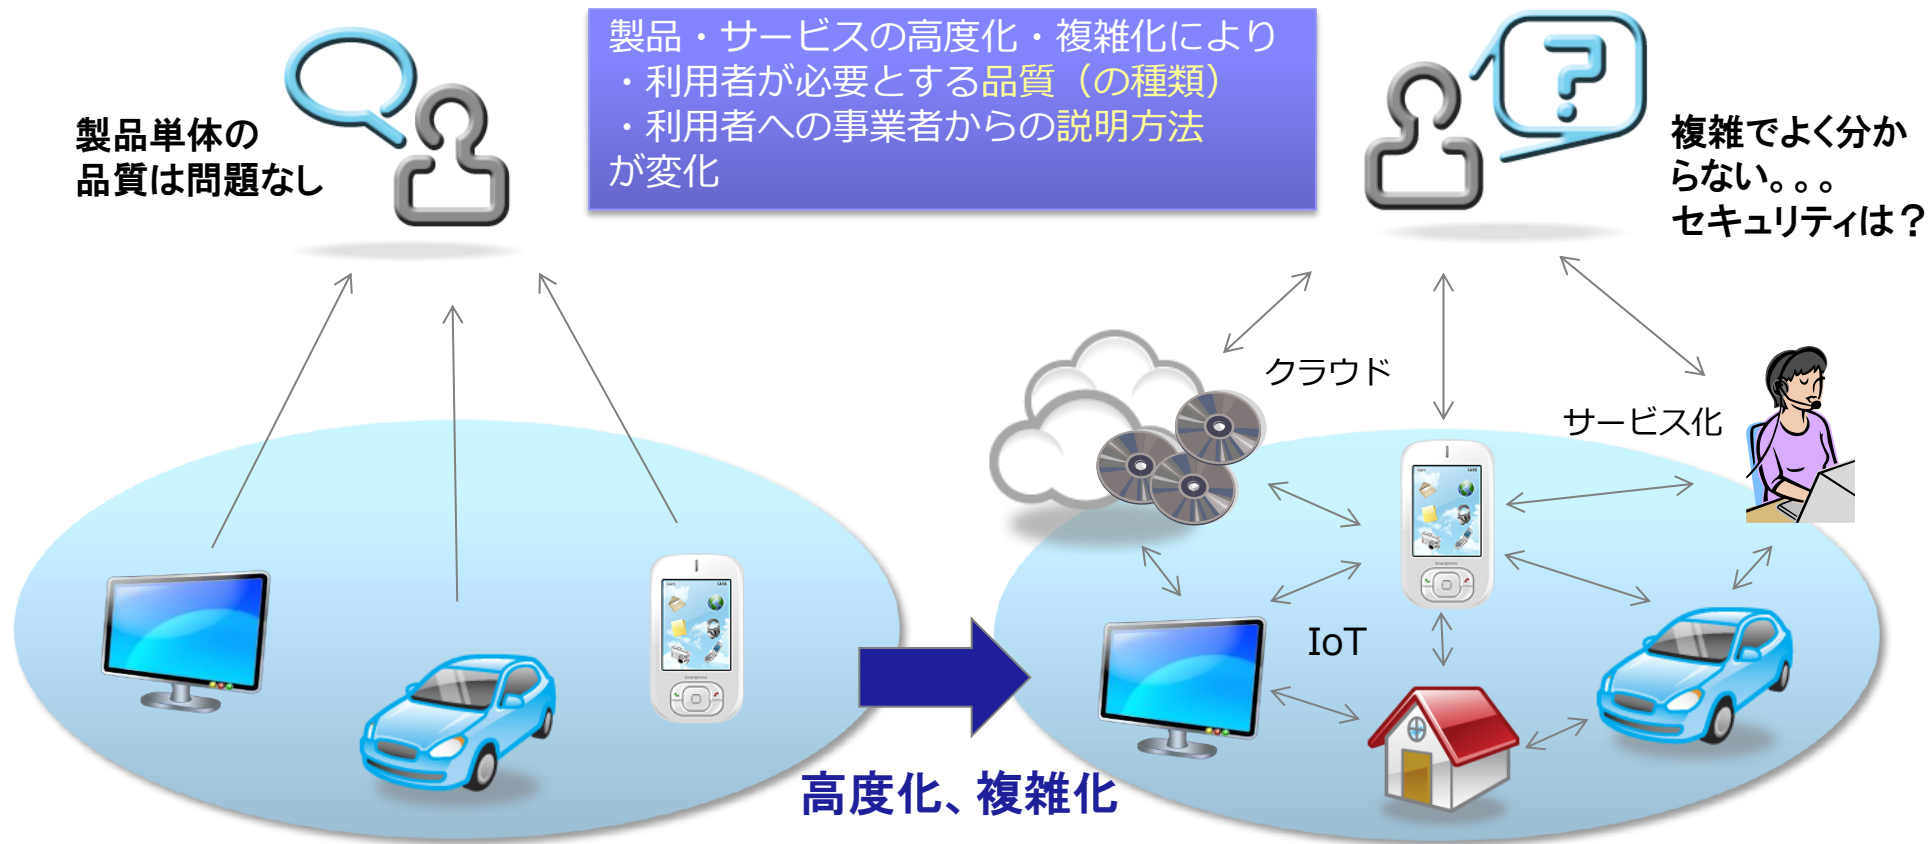 製品・サービスの高度化・複雑化により
・利用者が必要とする品質（の種類）
・利用者への事業者からの説明方法
が変化
製品単体の
品質は問題なし
複雑でよく分か
らない。。。
セキュリティは？
クラウド
サービス化
IoT
高度化、複雑化